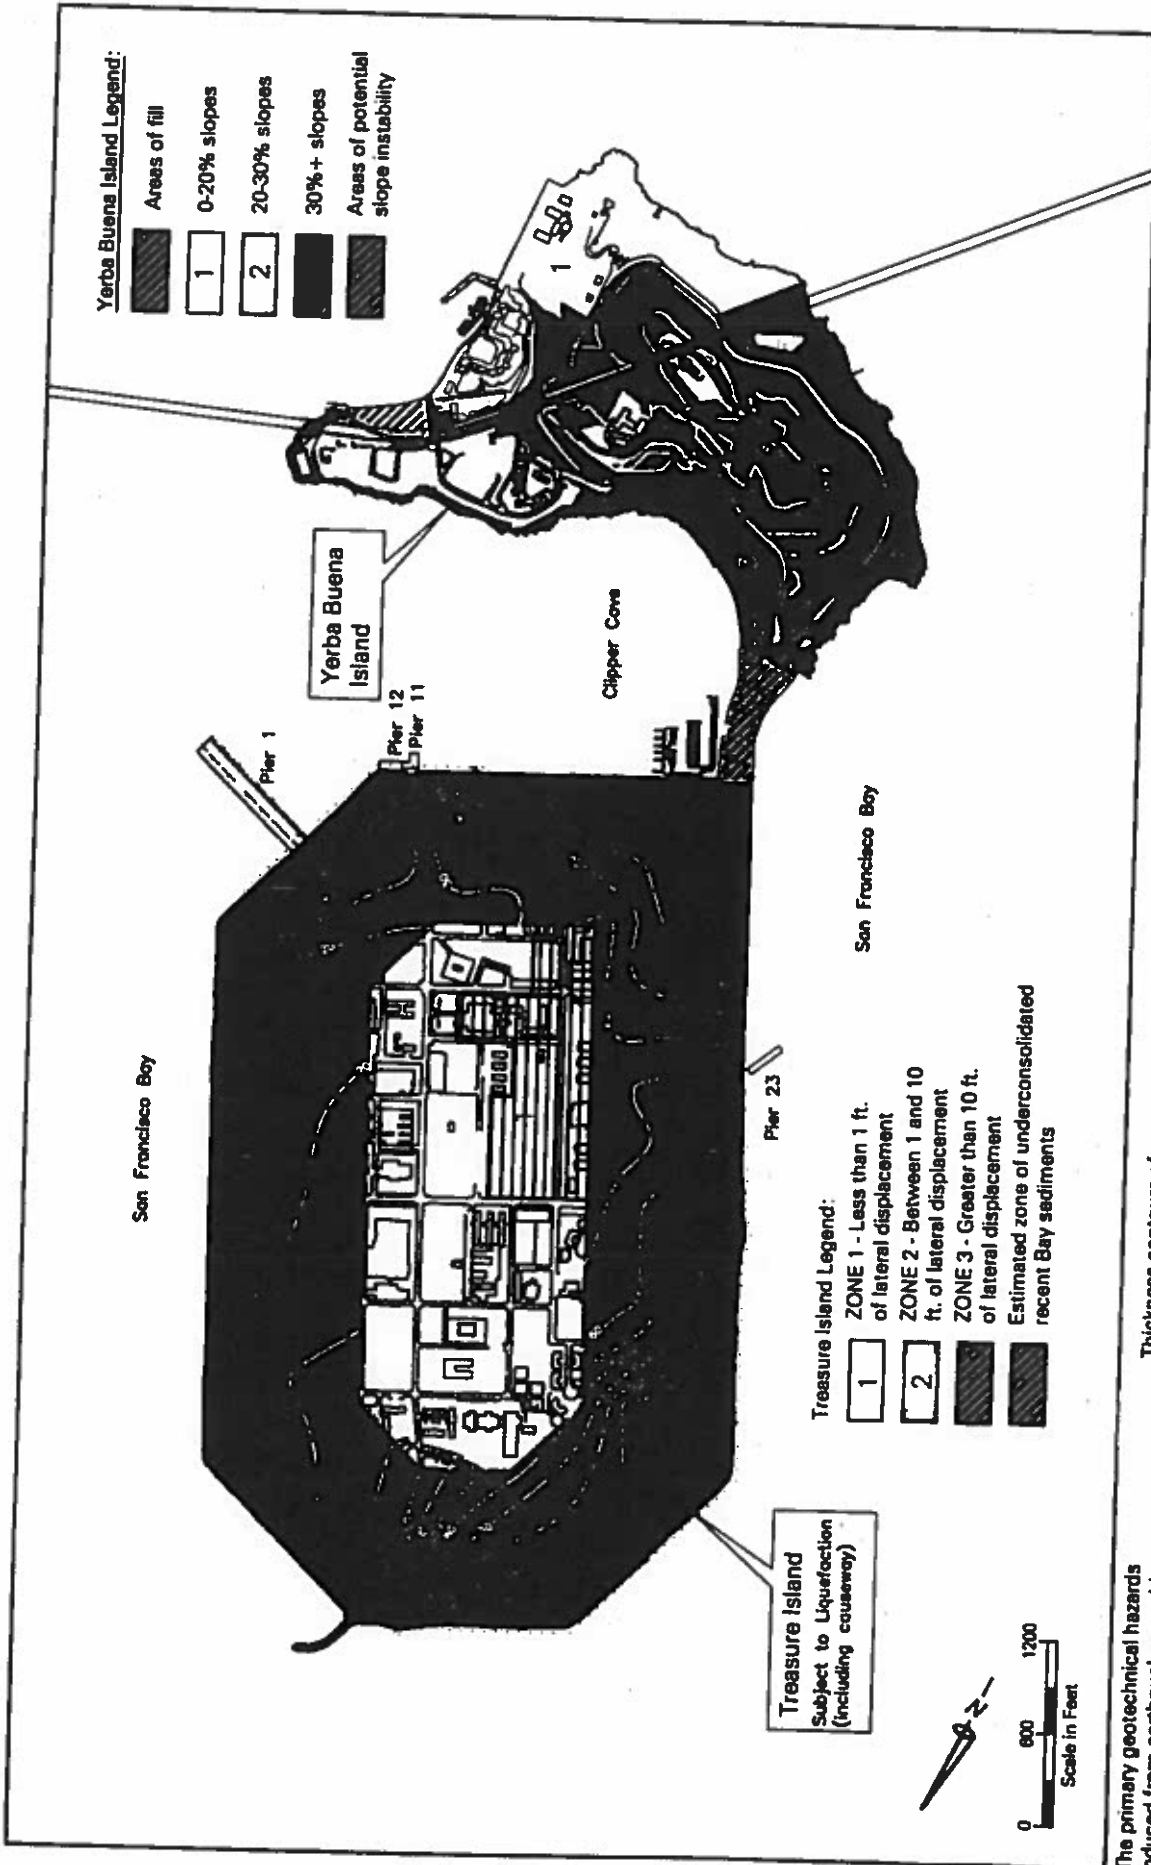 Yerba Buena Island Legend:
Areas of fill
1
0-20% slopes
2
20-30% slopes
30%+ slopes
Areas of potential
slope instability
1
Yerba Buena
Island
Clipper Cove
Pier 12
Pier 11
Pier 1
San Francisco Bay
San Francisco Bay
Pier 23
Treasure Island Legend:
1
ZONE 1 - Less than 1 ft.
of lateral displacement
2
ZONE 2 - Between 1 and 10
ft. of lateral displacement
ZONE 3 - Greater than 10 ft.
of lateral displacement
Estimated zone of underconsolidated
recent Bay sediments
Treasure Island
Subject to Liquefaction
(including causeway)
N
0 600 1200
Scale in Feet
The primary geotechnical hazards
Thickness contours of